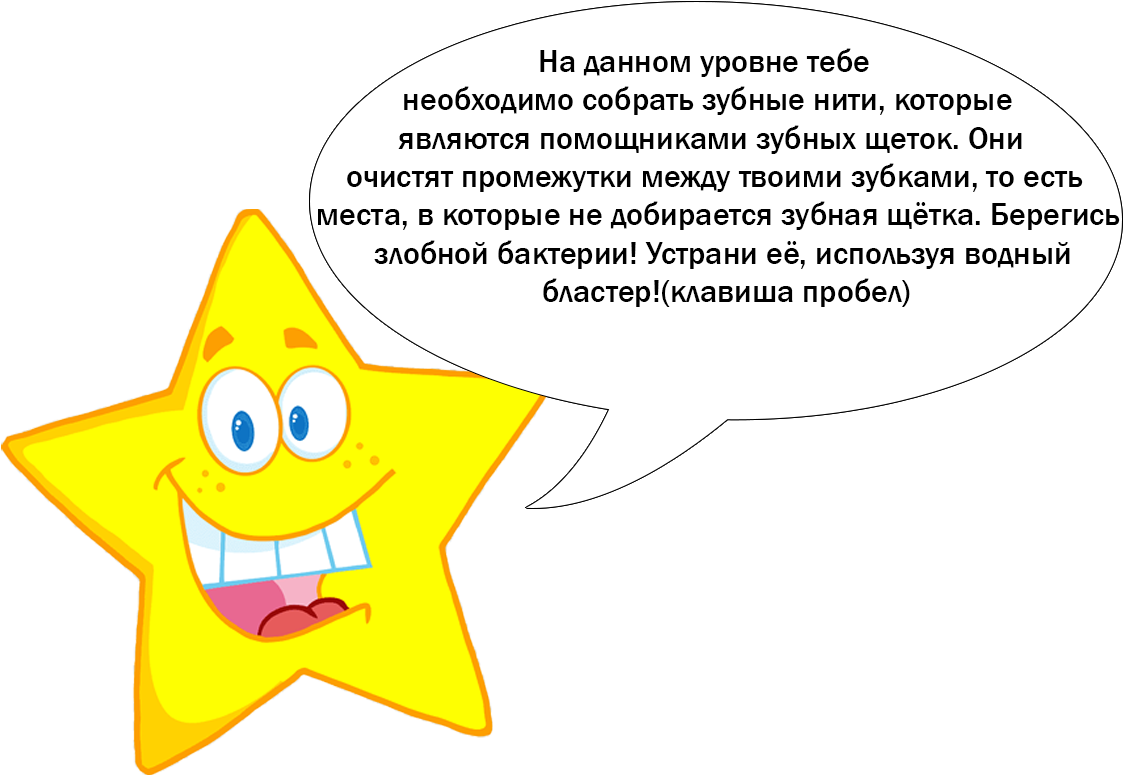 На данном уровне тебе
необходимо собрать зубные нити, которые
являются помощниками зубных щеток. Они
очистят промежутки между твоими зубками, то есть
места, в которые не добирается зубная щётка. Берегись
злобной бактерии! Устрани её, используя водный
бластер!(клавиша пробел)